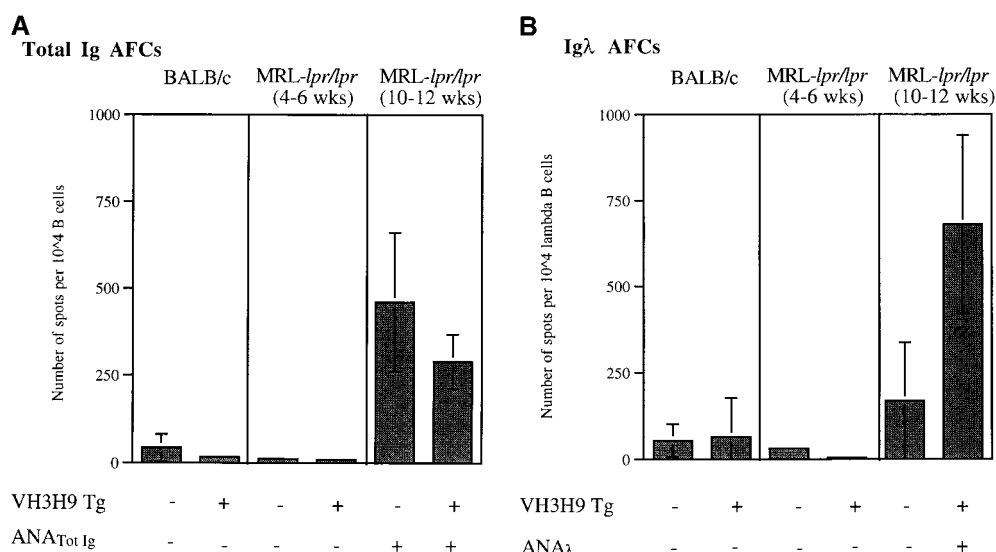 A
Total Ig AFCs
BALB/c
MRL-lpr/lpr
(4-6 wks)
MRL-lpr/lpr
(10-12 wks)
Number of spots per 10^4 B cells
1000
750
500
250
0
VH3H9 Tg - + - + - +
ANATot Ig - - - - + +
B
Igλ AFCs
BALB/c
MRL-lpr/lpr
(4-6 wks)
MRL-lpr/lpr
(10-12 wks)
Number of spots per 10^4 lambda B cells
1000
750
500
250
0
VH3H9 Tg - + - + - +
ANAλ - - - - - +